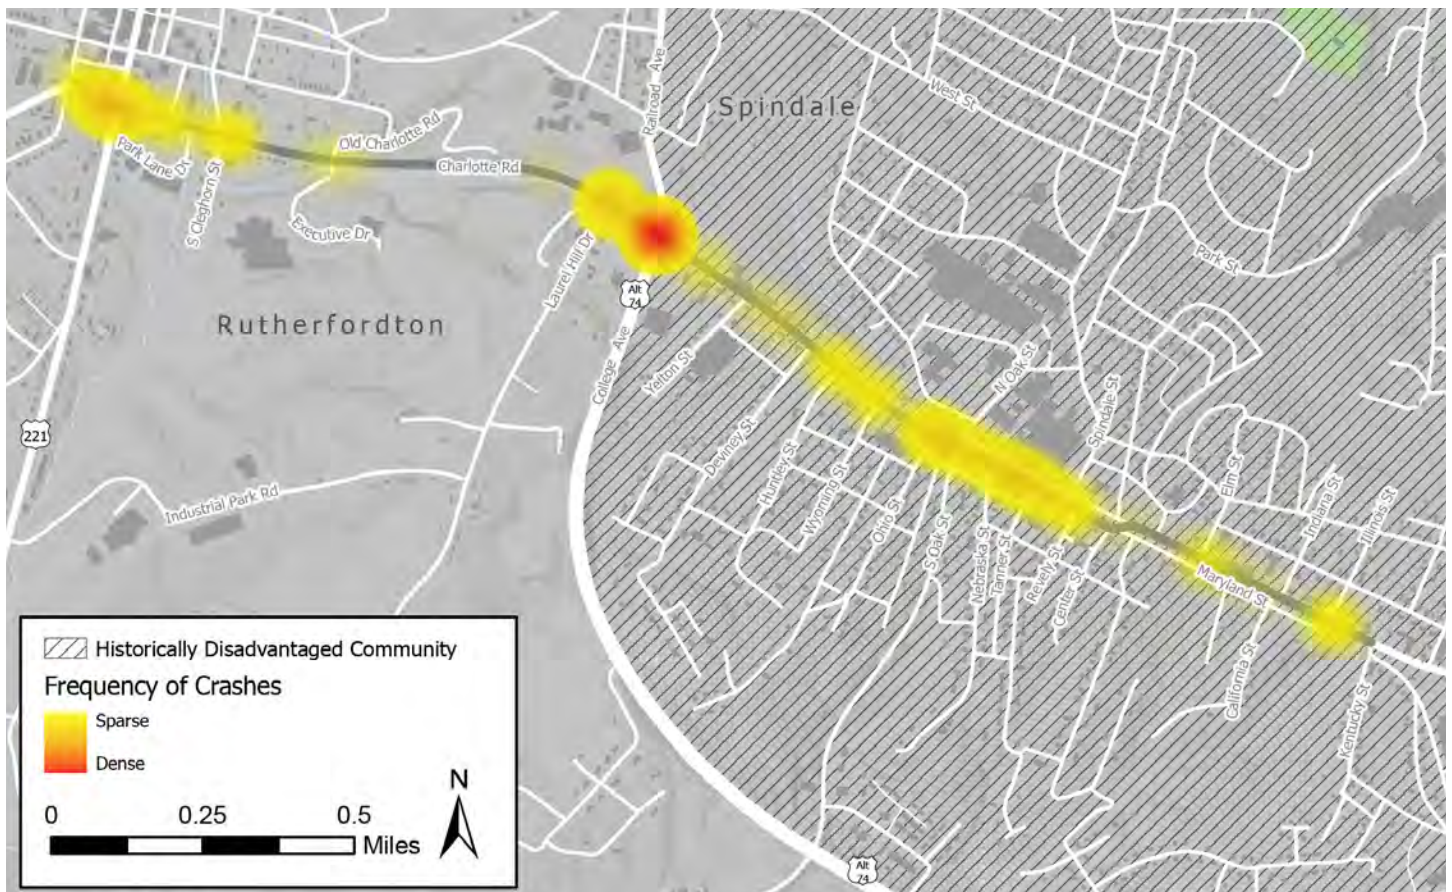 Railroad Ave
Spindale
West St
Old Charlotte Rd
Park Lane Dr
Charlotte Rd
S Cleghorn St
Executive Dr
Laurel Hill Dr
Park St
Alt
74
Rutherfordton
College Ave
Yelton St
N Oak St
Spindale St
221
Deviney St
Huntley St
Wyoming St
Ohio St
S Oak St
Nebraska St
Tanner St
Revely St
Center St
Elm St
Indiana St
Illinois St
Industrial Park Rd
Maryland St
California St
Kentucky St
Historically Disadvantaged Community
Frequency of Crashes
Sparse
Dense
N
0 0.25 0.5
Miles
Alt
74